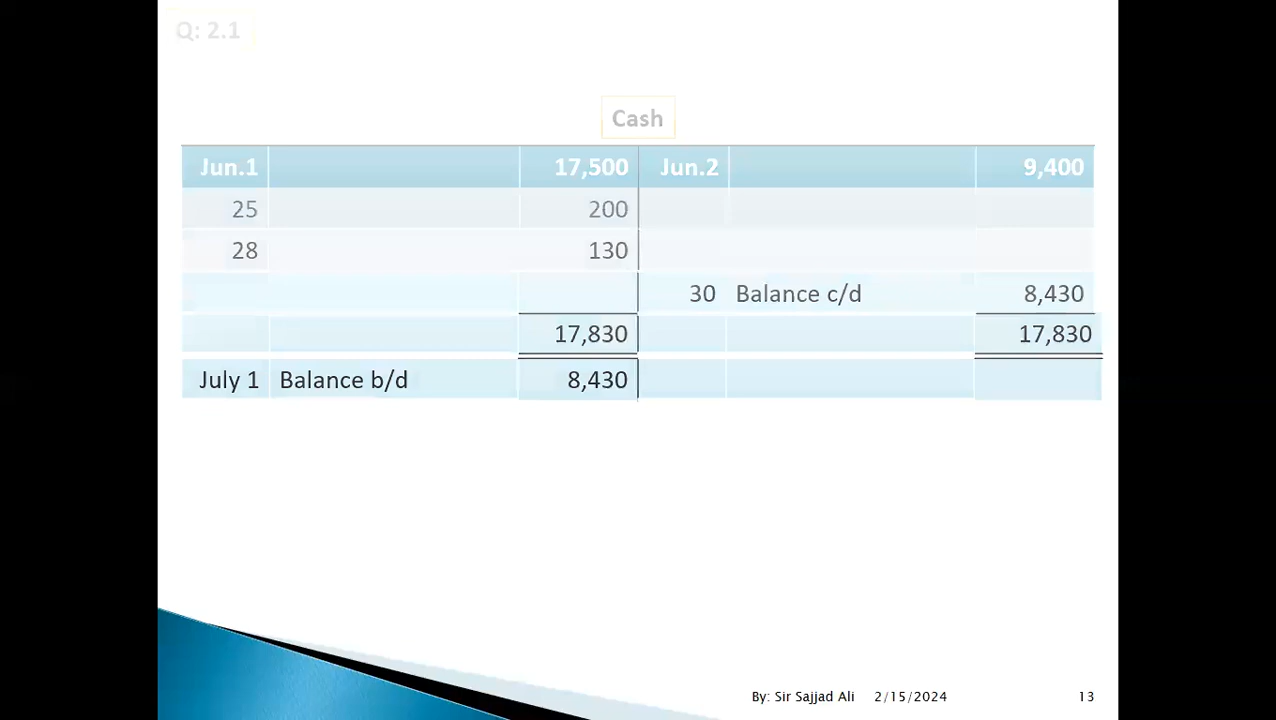 Q: 2.1
Cash
Jun.1 17,500 Jun.2 9,400
25 200
28 130
30 Balance c/d 8,430
17,830 17,830
July 1 Balance b/d 8,430
By: Sir Sajjad Ali 2/15/2024 13